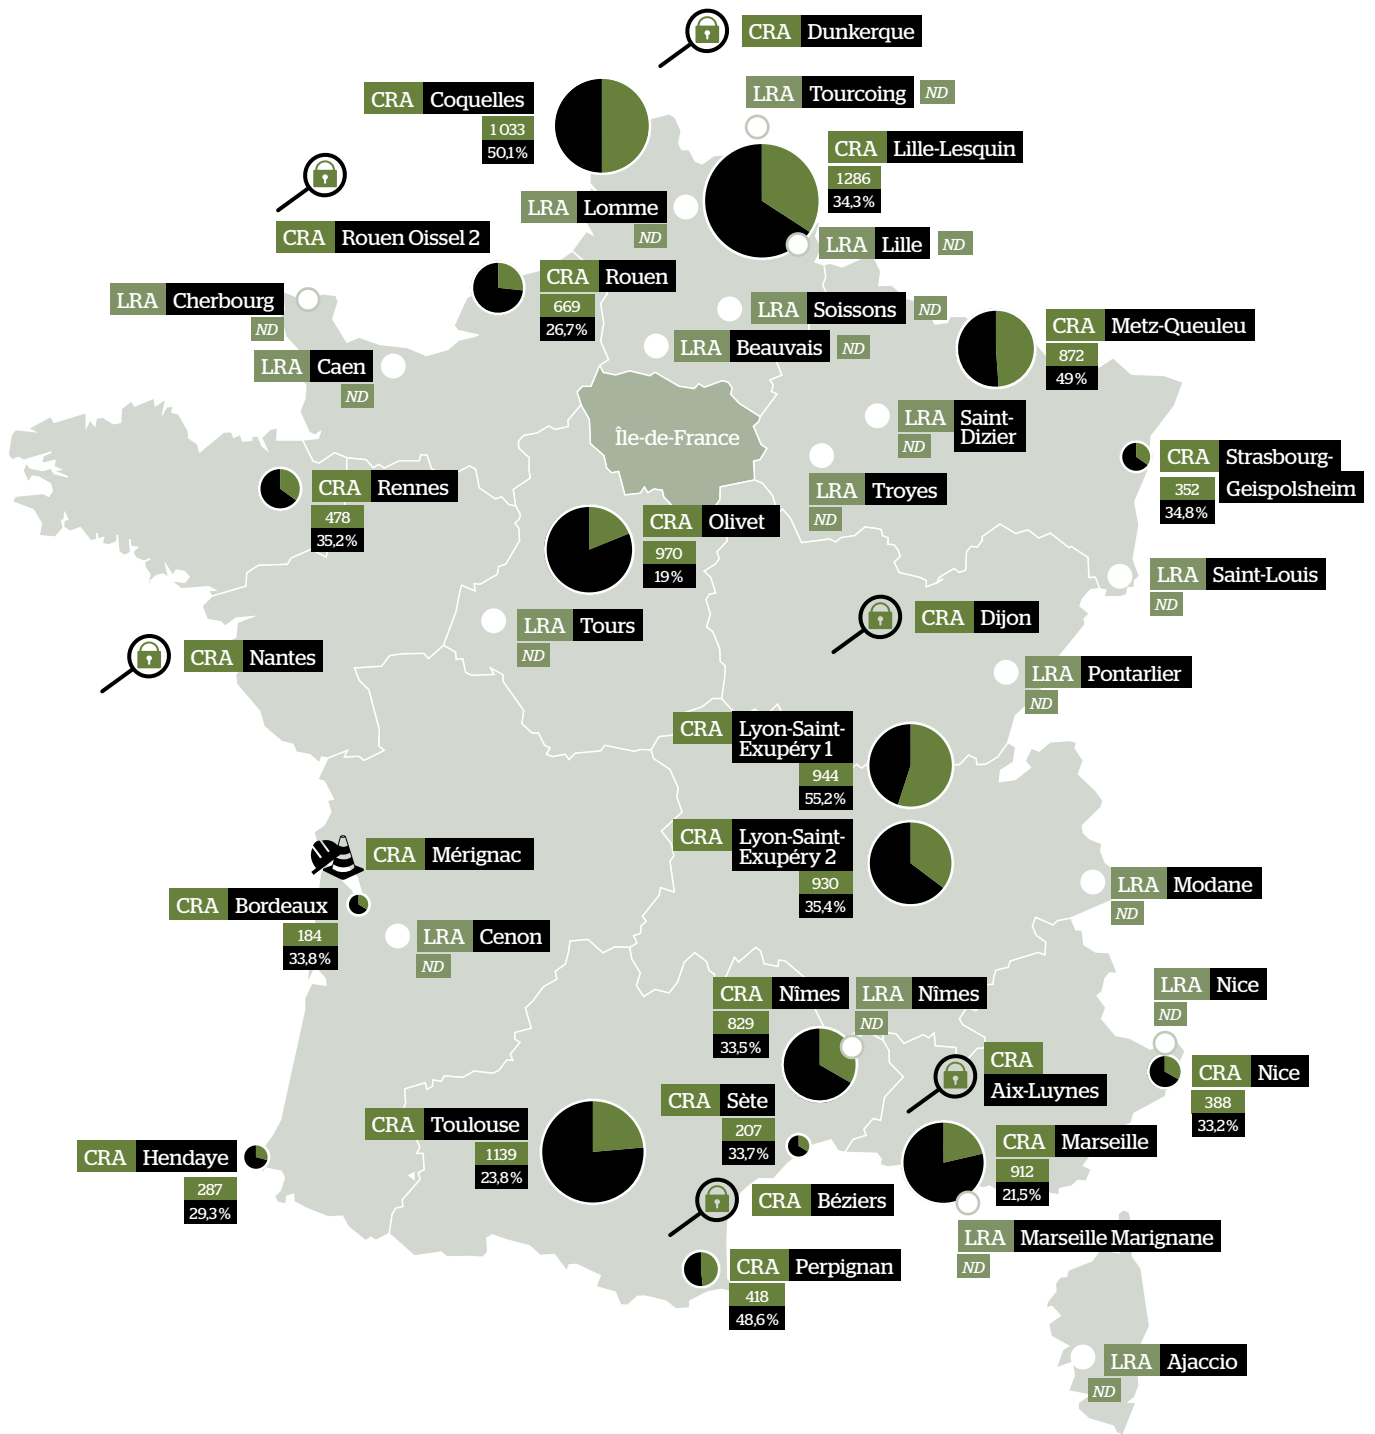 CRA Dunkerque
CRA Coquelles
1 033
50,1 %
LRA Tourcoing ND
CRA Lille-Lesquin
1286
34,3 %
LRA Lomme
ND
CRA Rouen Oissel 2
LRA Lille ND
CRA Rouen
669
26,7 %
LRA Cherbourg
ND
LRA Soissons ND
LRA Beauvais ND
CRA Metz-Queuleu
872
49 %
LRA Caen
ND
Île-de-France
LRA Saint-
Dizier
ND
CRA Strasbourg-
Geispolsheim
352
34,8 %
CRA Rennes
478
35,2 %
LRA Troyes
ND
CRA Olivet
970
19 %
LRA Saint-Louis
ND
LRA Tours
ND
CRA Dijon
CRA Nantes
LRA Pontarlier
ND
CRA Lyon-Saint-
Exupéry 1
944
55,2 %
CRA Lyon-Saint-
Exupéry 2
930
35,4 %
CRA Mérignac
CRA Bordeaux
184
33,8 %
LRA Modane
ND
LRA Cenon
ND
CRA Nîmes
829
33,5 %
LRA Nîmes
ND
LRA Nice
ND
CRA
Aix-Luynes
CRA Nice
388
33,2 %
CRA Sète
207
33,7 %
CRA Toulouse
1139
23,8 %
CRA Marseille
912
21,5 %
CRA Hendaye
287
29,3 %
CRA Béziers
LRA Marseille Marignane
ND
CRA Perpignan
418
48,6 %
LRA Ajaccio
ND